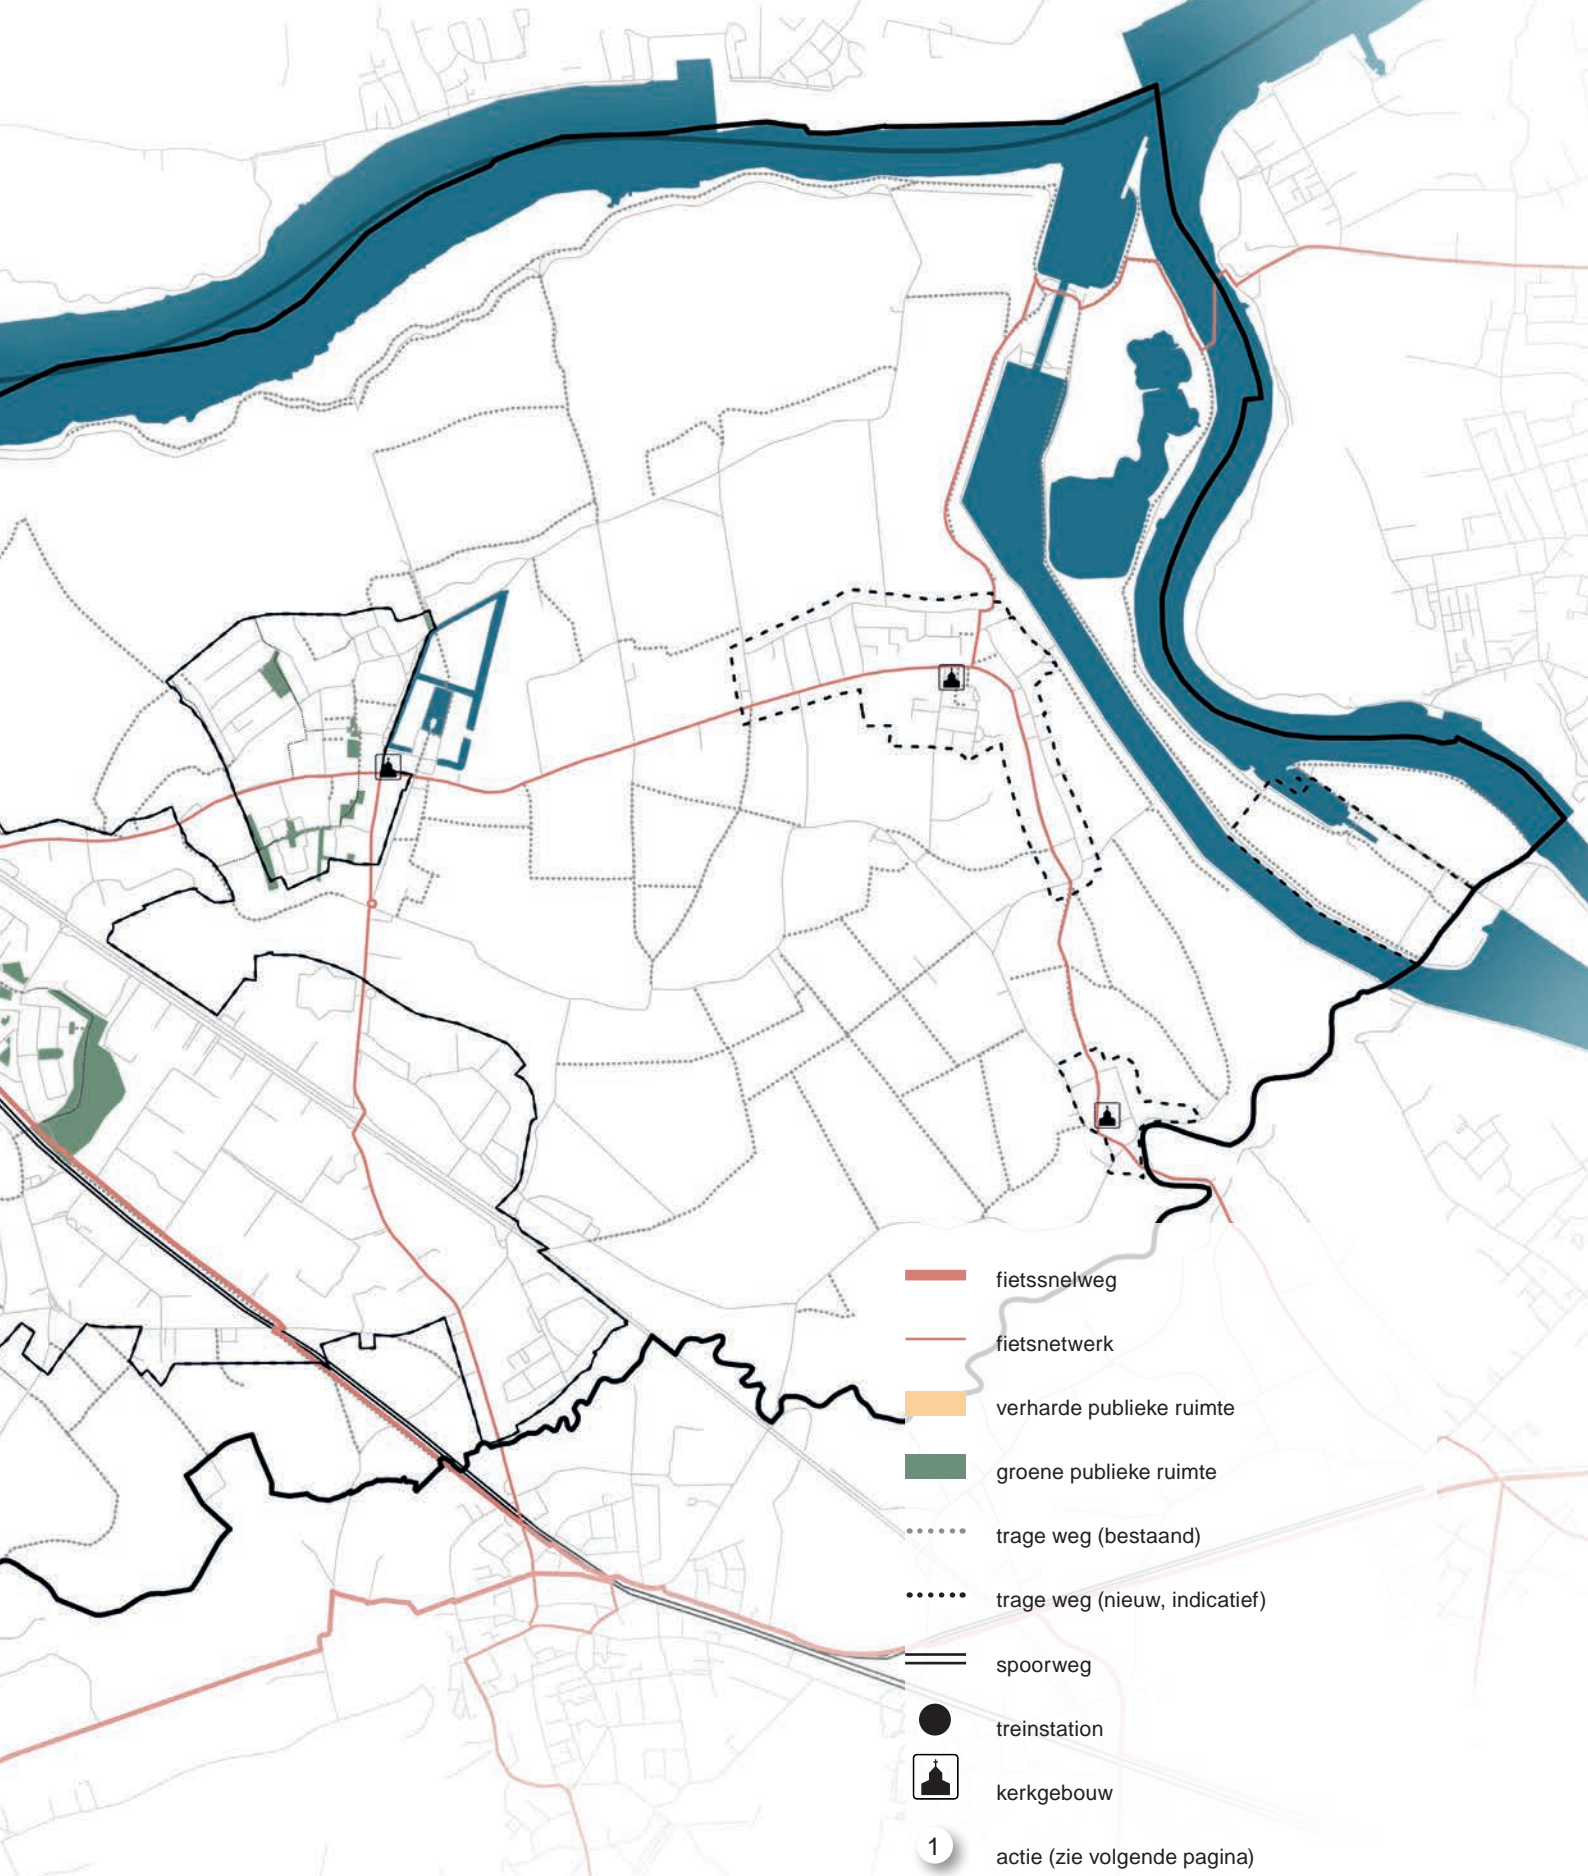 fietssnelweg
fietsnetwerk
verharde publieke ruimte
groene publieke ruimte
trage weg (bestaand)
trage weg (nieuw, indicatief)
spoorweg
treinstation
kerkgebouw
1 actie (zie volgende pagina)